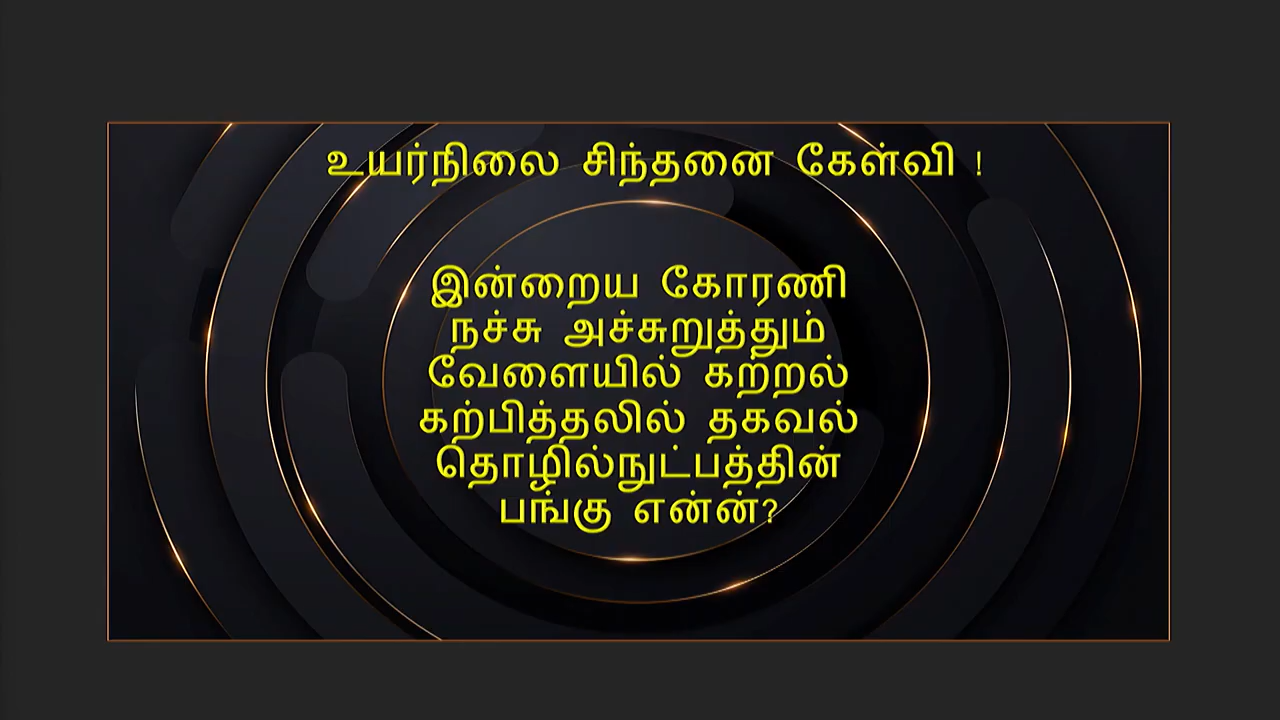 உயர்நிலை சிந்தனை கேள்வி !
இன்றைய கோரணி
நச்சு அச்சுறுத்தும்
வேளையில் கற்றல்
கற்பித்தலில் தகவல்
தொழில்நுட்பத்தின்
பங்கு என்ன்?